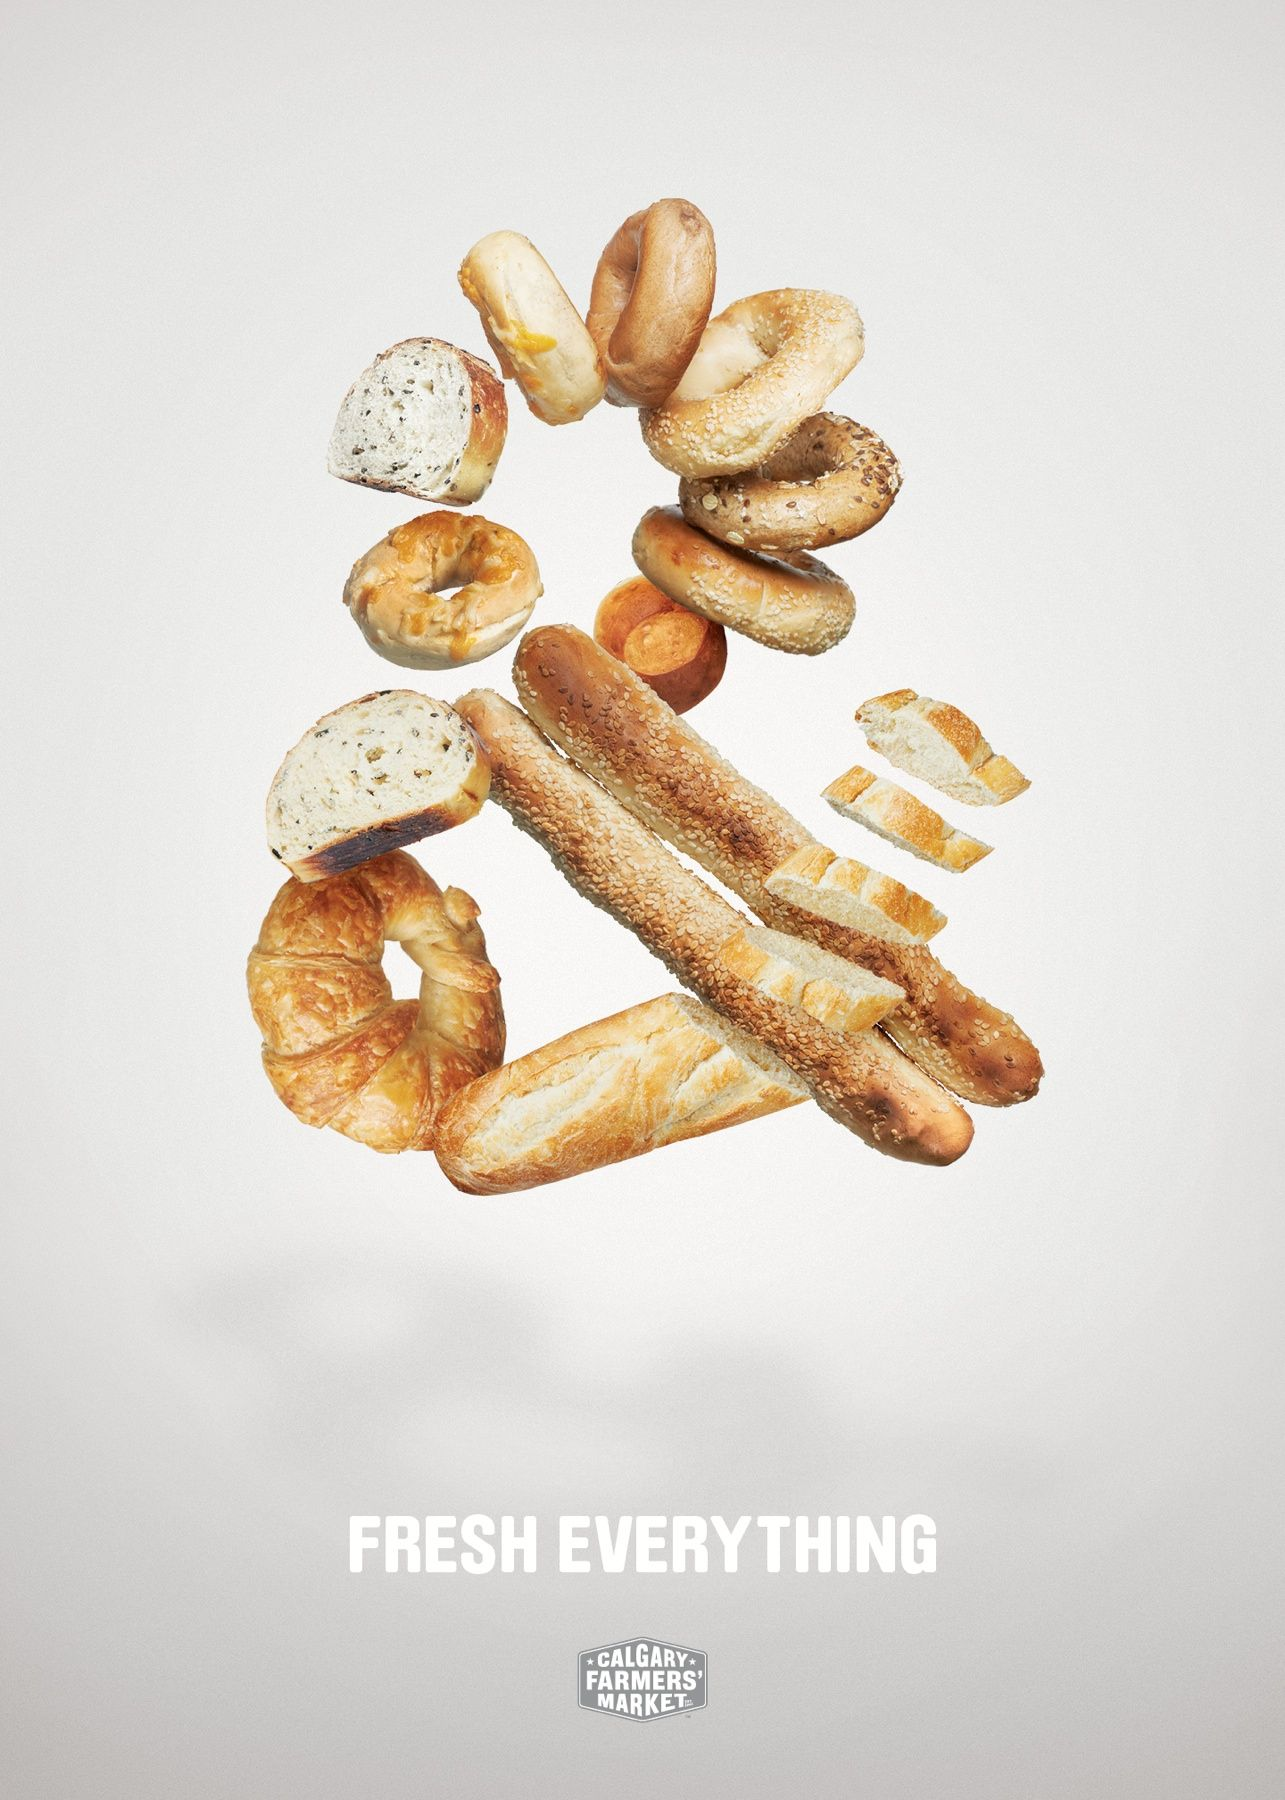 &
FRESH EVERYTHING
CALGARY
FARMERS'
MARKET